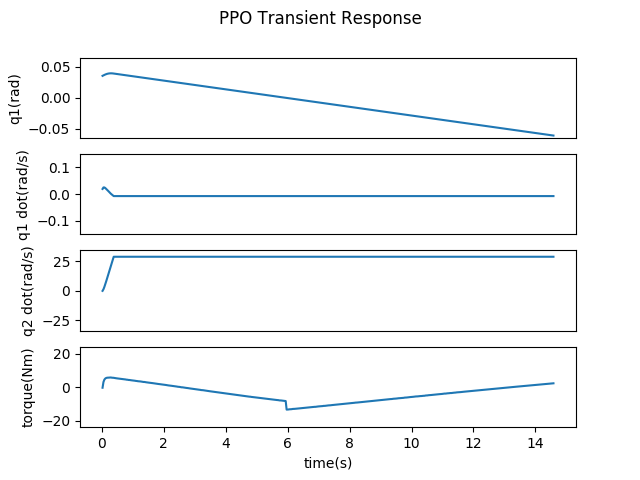 PPO Transient Response
q1(rad)
0.05
0.00
−0.05
q1 dot(rad/s)
0.1
0.0
−0.1
q2 dot(rad/s)
25
0
−25
torque(Nm)
20
0
−20
0 2 4 6 8 10 12 14
time(s)